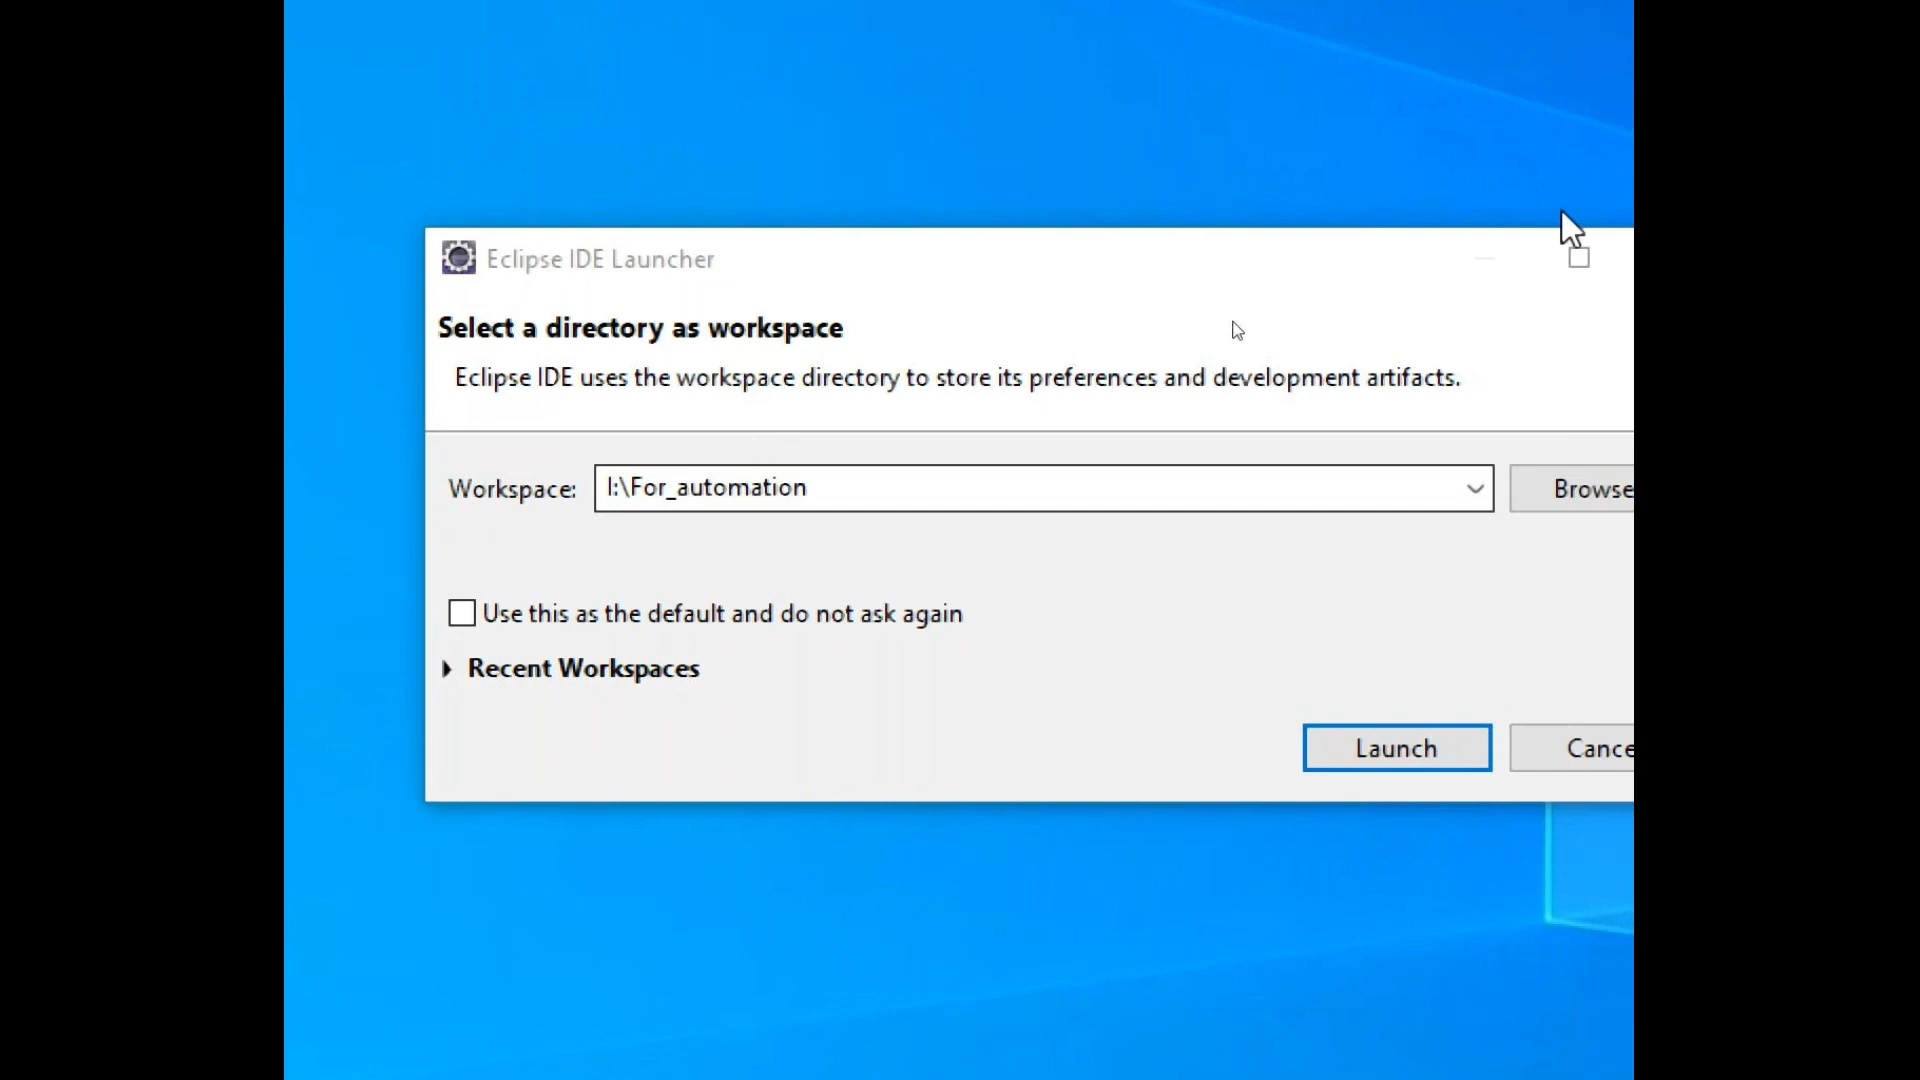 Eclipse IDE Launcher
Select a directory as workspace
Eclipse IDE uses the workspace directory to store its preferences and development artifacts.
Workspace: I:\For_automation Browse
Use this as the default and do not ask again
Recent Workspaces
Launch Cance